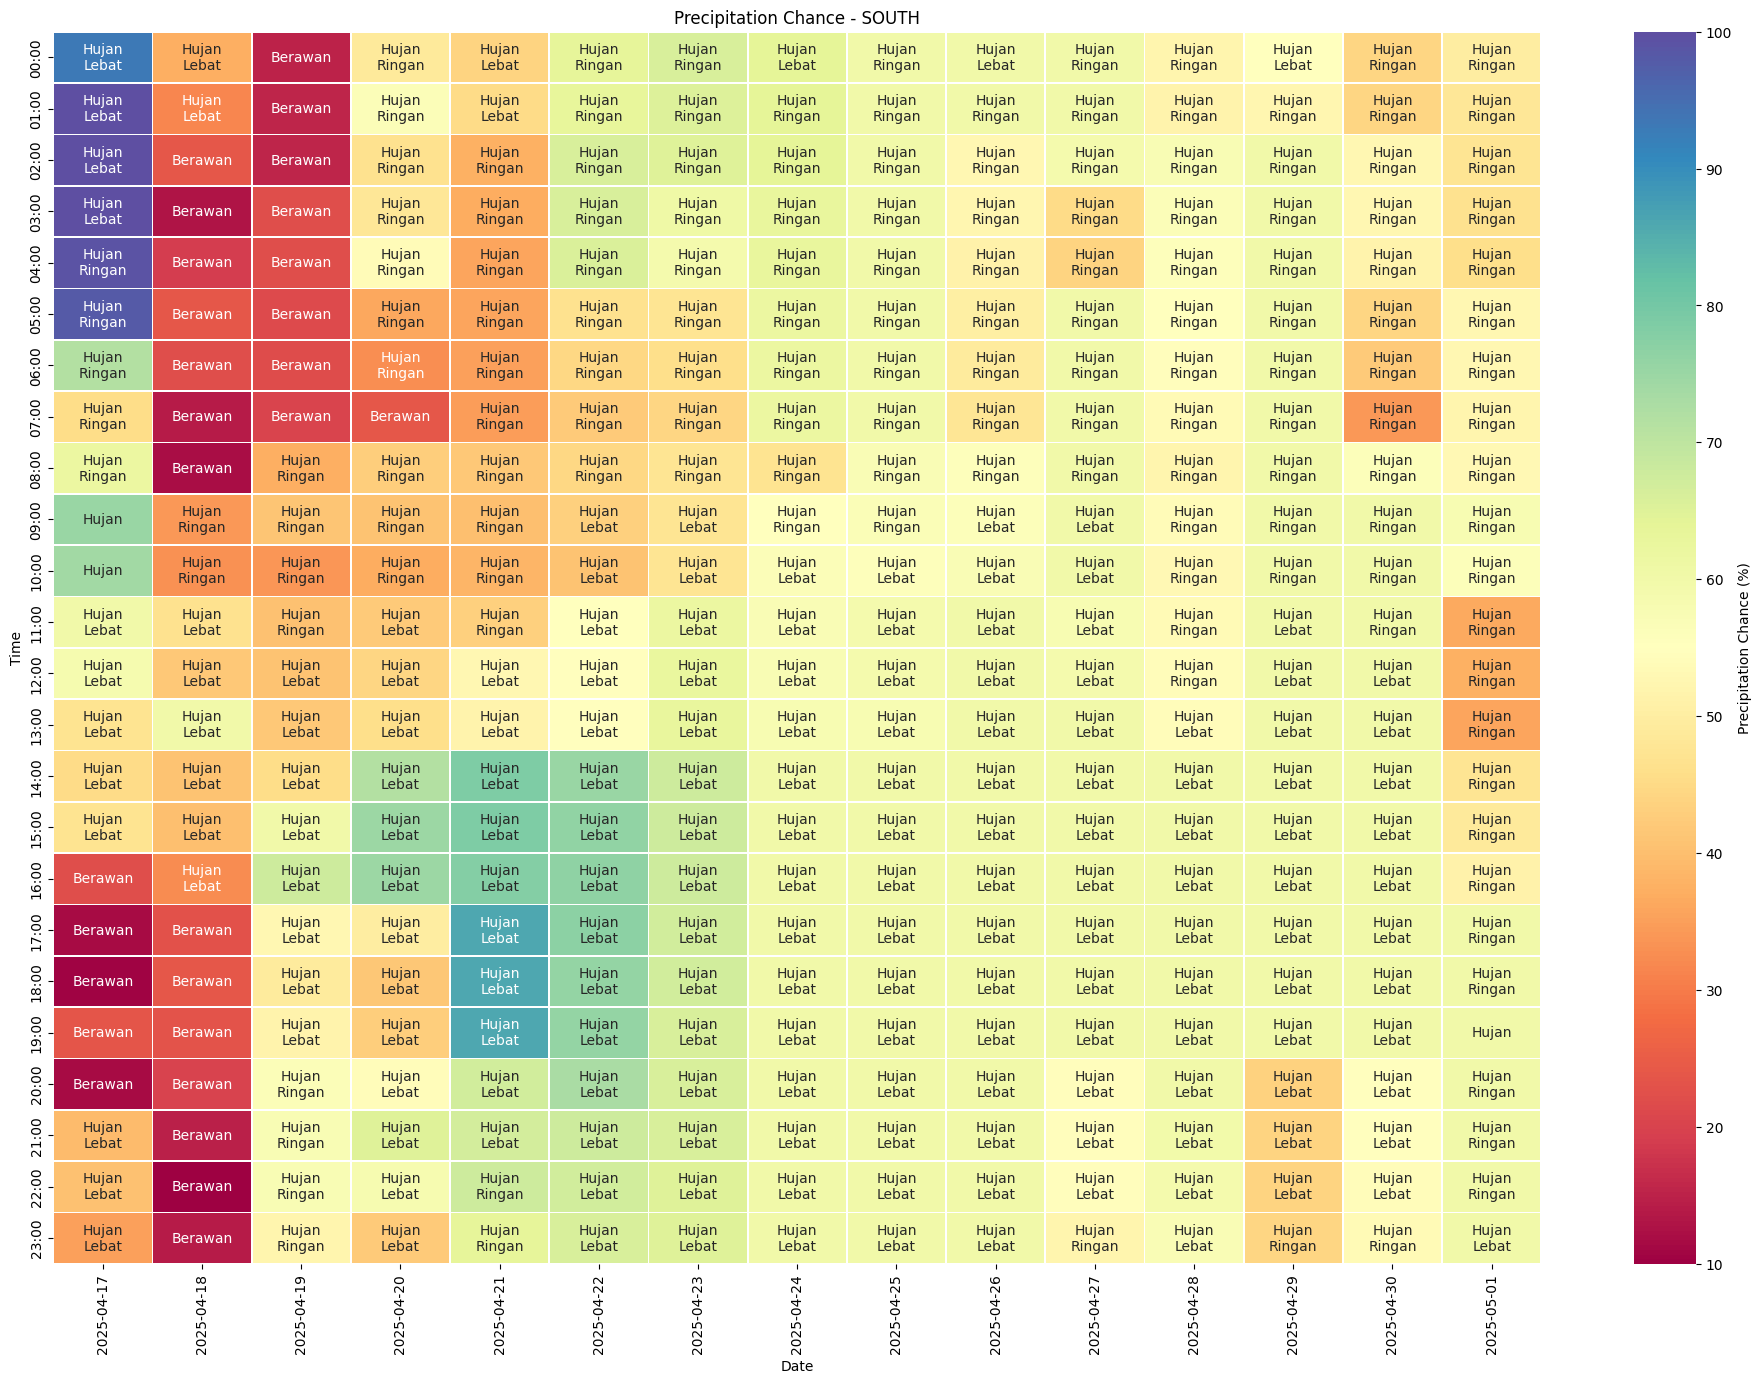 Precipitation Chance - SOUTH
00:00 Hujan Lebat Hujan Lebat Berawan Hujan Ringan Hujan Lebat Hujan Ringan Hujan Ringan Hujan Lebat Hujan Ringan Hujan Lebat Hujan Ringan Hujan Ringan Hujan Lebat Hujan Ringan Hujan Ringan
01:00 Hujan Lebat Hujan Lebat Berawan Hujan Ringan Hujan Lebat Hujan Ringan Hujan Ringan Hujan Ringan Hujan Ringan Hujan Ringan Hujan Ringan Hujan Ringan Hujan Ringan Hujan Ringan Hujan Ringan
02:00 Hujan Lebat Berawan Berawan Hujan Ringan Hujan Ringan Hujan Ringan Hujan Ringan Hujan Ringan Hujan Ringan Hujan Ringan Hujan Ringan Hujan Ringan Hujan Ringan Hujan Ringan Hujan Ringan
03:00 Hujan Lebat Berawan Berawan Hujan Ringan Hujan Ringan Hujan Ringan Hujan Ringan Hujan Ringan Hujan Ringan Hujan Ringan Hujan Ringan Hujan Ringan Hujan Ringan Hujan Ringan Hujan Ringan
04:00 Hujan Ringan Berawan Berawan Hujan Ringan Hujan Ringan Hujan Ringan Hujan Ringan Hujan Ringan Hujan Ringan Hujan Ringan Hujan Ringan Hujan Ringan Hujan Ringan Hujan Ringan Hujan Ringan
05:00 Hujan Ringan Berawan Berawan Hujan Ringan Hujan Ringan Hujan Ringan Hujan Ringan Hujan Ringan Hujan Ringan Hujan Ringan Hujan Ringan Hujan Ringan Hujan Ringan Hujan Ringan Hujan Ringan
06:00 Hujan Ringan Berawan Berawan Hujan Ringan Hujan Ringan Hujan Ringan Hujan Ringan Hujan Ringan Hujan Ringan Hujan Ringan Hujan Ringan Hujan Ringan Hujan Ringan Hujan Ringan Hujan Ringan
07:00 Hujan Ringan Berawan Berawan Berawan Hujan Ringan Hujan Ringan Hujan Ringan Hujan Ringan Hujan Ringan Hujan Ringan Hujan Ringan Hujan Ringan Hujan Ringan Hujan Ringan Hujan Ringan
08:00 Hujan Ringan Berawan Hujan Ringan Hujan Ringan Hujan Ringan Hujan Ringan Hujan Ringan Hujan Ringan Hujan Ringan Hujan Ringan Hujan Ringan Hujan Ringan Hujan Ringan Hujan Ringan Hujan Ringan
09:00 Hujan Hujan Ringan Hujan Ringan Hujan Ringan Hujan Ringan Hujan Lebat Hujan Lebat Hujan Ringan Hujan Ringan Hujan Lebat Hujan Lebat Hujan Ringan Hujan Ringan Hujan Ringan Hujan Ringan
10:00 Hujan Hujan Ringan Hujan Ringan Hujan Ringan Hujan Ringan Hujan Lebat Hujan Lebat Hujan Lebat Hujan Lebat Hujan Lebat Hujan Lebat Hujan Ringan Hujan Ringan Hujan Ringan Hujan Ringan
11:00 Hujan Lebat Hujan Lebat Hujan Ringan Hujan Lebat Hujan Ringan Hujan Lebat Hujan Lebat Hujan Lebat Hujan Lebat Hujan Lebat Hujan Lebat Hujan Ringan Hujan Lebat Hujan Ringan Hujan Ringan
12:00 Hujan Lebat Hujan Lebat Hujan Lebat Hujan Lebat Hujan Lebat Hujan Lebat Hujan Lebat Hujan Lebat Hujan Lebat Hujan Lebat Hujan Lebat Hujan Ringan Hujan Lebat Hujan Lebat Hujan Ringan
13:00 Hujan Lebat Hujan Lebat Hujan Lebat Hujan Lebat Hujan Lebat Hujan Lebat Hujan Lebat Hujan Lebat Hujan Lebat Hujan Lebat Hujan Lebat Hujan Lebat Hujan Lebat Hujan Lebat Hujan Ringan
14:00 Hujan Lebat Hujan Lebat Hujan Lebat Hujan Lebat Hujan Lebat Hujan Lebat Hujan Lebat Hujan Lebat Hujan Lebat Hujan Lebat Hujan Lebat Hujan Lebat Hujan Lebat Hujan Lebat Hujan Ringan
15:00 Hujan Lebat Hujan Lebat Hujan Lebat Hujan Lebat Hujan Lebat Hujan Lebat Hujan Lebat Hujan Lebat Hujan Lebat Hujan Lebat Hujan Lebat Hujan Lebat Hujan Lebat Hujan Lebat Hujan Ringan
16:00 Berawan Hujan Lebat Hujan Lebat Hujan Lebat Hujan Lebat Hujan Lebat Hujan Lebat Hujan Lebat Hujan Lebat Hujan Lebat Hujan Lebat Hujan Lebat Hujan Lebat Hujan Lebat Hujan Ringan
17:00 Berawan Berawan Hujan Lebat Hujan Lebat Hujan Lebat Hujan Lebat Hujan Lebat Hujan Lebat Hujan Lebat Hujan Lebat Hujan Lebat Hujan Lebat Hujan Lebat Hujan Lebat Hujan Ringan
18:00 Berawan Berawan Hujan Lebat Hujan Lebat Hujan Lebat Hujan Lebat Hujan Lebat Hujan Lebat Hujan Lebat Hujan Lebat Hujan Lebat Hujan Lebat Hujan Lebat Hujan Lebat Hujan Ringan
19:00 Berawan Berawan Hujan Lebat Hujan Lebat Hujan Lebat Hujan Lebat Hujan Lebat Hujan Lebat Hujan Lebat Hujan Lebat Hujan Lebat Hujan Lebat Hujan Lebat Hujan Lebat Hujan
20:00 Berawan Berawan Hujan Ringan Hujan Lebat Hujan Lebat Hujan Lebat Hujan Lebat Hujan Lebat Hujan Lebat Hujan Lebat Hujan Lebat Hujan Lebat Hujan Lebat Hujan Lebat Hujan Ringan
21:00 Hujan Lebat Berawan Hujan Ringan Hujan Lebat Hujan Lebat Hujan Lebat Hujan Lebat Hujan Lebat Hujan Lebat Hujan Lebat Hujan Lebat Hujan Lebat Hujan Lebat Hujan Lebat Hujan Ringan
22:00 Hujan Lebat Berawan Hujan Ringan Hujan Lebat Hujan Ringan Hujan Lebat Hujan Lebat Hujan Lebat Hujan Lebat Hujan Lebat Hujan Lebat Hujan Lebat Hujan Lebat Hujan Lebat Hujan Ringan
23:00 Hujan Lebat Berawan Hujan Ringan Hujan Lebat Hujan Ringan Hujan Lebat Hujan Lebat Hujan Lebat Hujan Lebat Hujan Lebat Hujan Ringan Hujan Lebat Hujan Ringan Hujan Ringan Hujan Lebat
Time
2025-04-17 2025-04-18 2025-04-19 2025-04-20 2025-04-21 2025-04-22 2025-04-23 2025-04-24 2025-04-25 2025-04-26 2025-04-27 2025-04-28 2025-04-29 2025-04-30 2025-05-01
Date
100
90
80
70
60
50
40
30
20
10
Precipitation Chance (%)